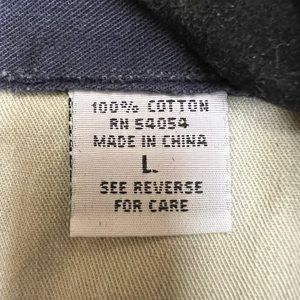 100% COTTON
RN 54054
MADE IN CHINA
L
SEE REVERSE
FOR CARE